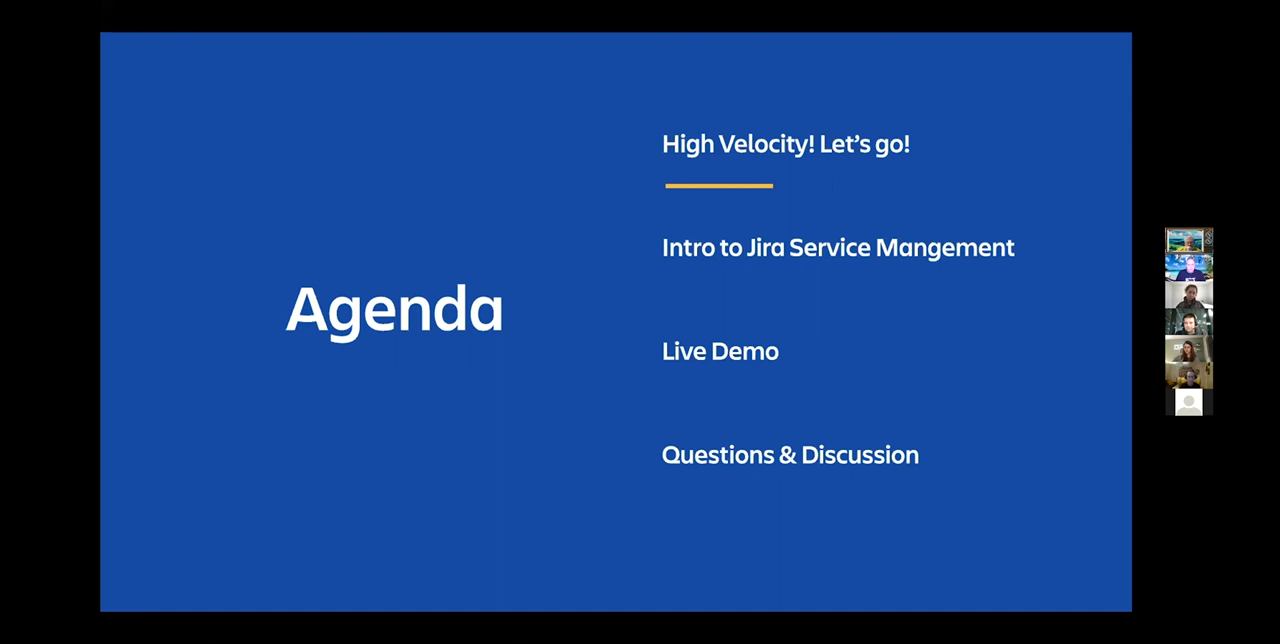 Agenda
High Velocity! Let’s go!
Intro to Jira Service Mangement
Live Demo
Questions & Discussion